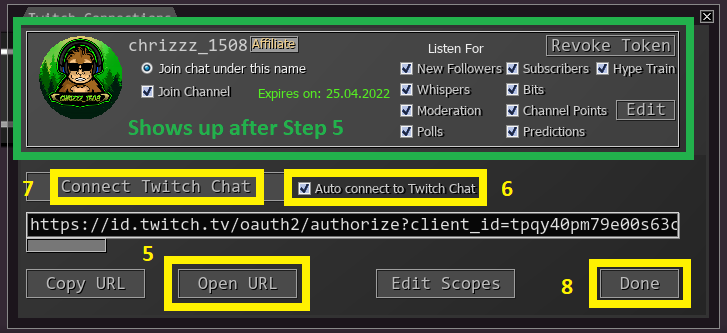 Twitch Connections
chrizzz_1508 Affiliate
Listen For
Revoke Token
Join chat under this name
New Followers Subscribers Hype Train
Join Channel
Expires on: 25.04.2022
Whispers Bits
Moderation Channel Points
Edit
Polls Predictions
CHRIZZZ_1508
Shows up after Step 5
7 Connect Twitch Chat
Auto connect to Twitch Chat 6
https://id.twitch.tv/oauth2/authorize?client_id=tpqy40pm79e00s63c
5
Copy URL
Open URL
Edit Scopes
8 Done